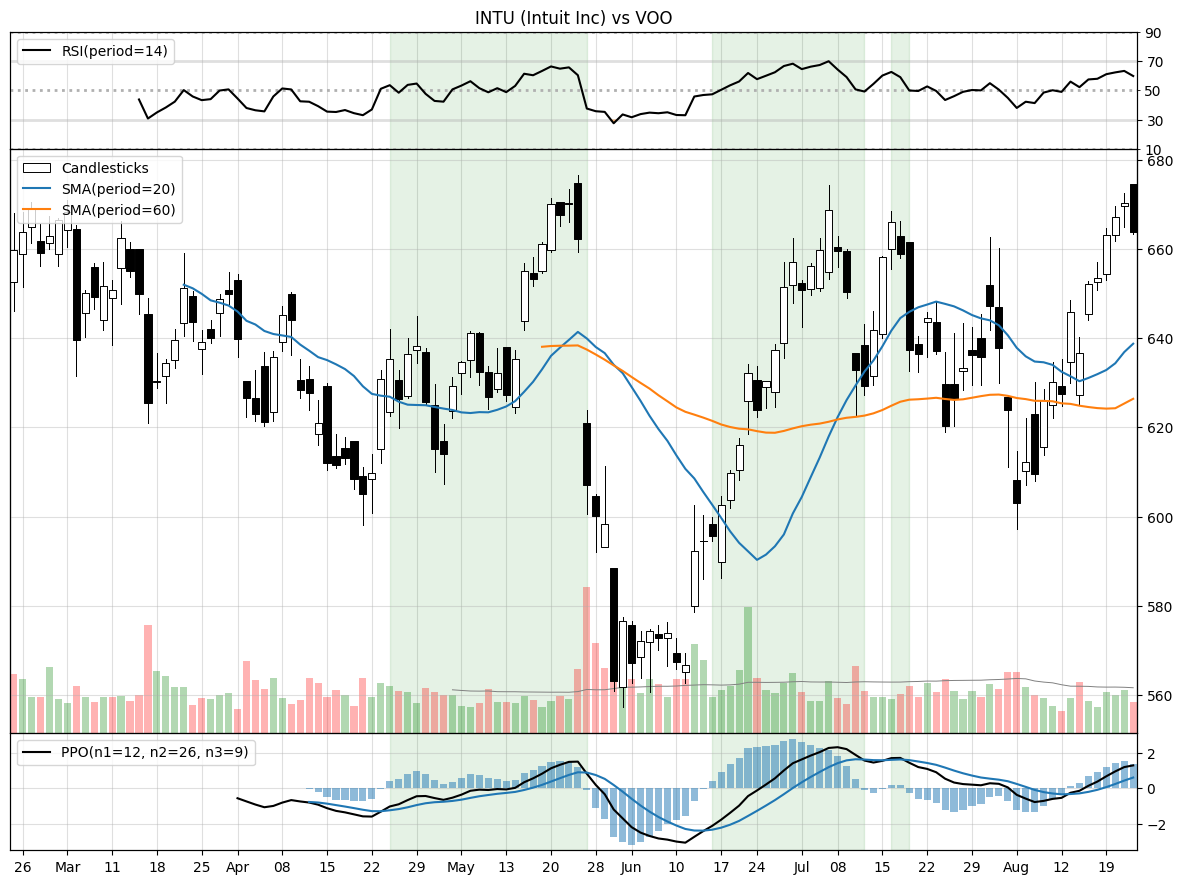 INTU (Intuit Inc) vs VOO
RSI(period=14)
90
70
50
30
10
Candlesticks
SMA(period=20)
SMA(period=60)
680
660
640
620
600
580
560
PPO(n1=12, n2=26, n3=9)
2
0
−2
26 Mar 11 18 25 Apr 08 15 22 29 May 13 20 28 Jun 10 17 24 Jul 08 15 22 29 Aug 12 19